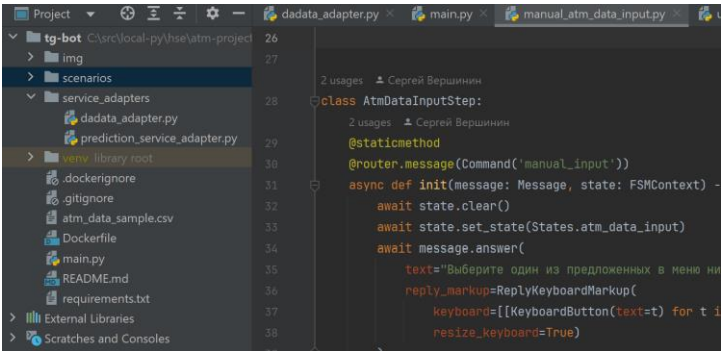 Project
dadata_adapter.py
main.py
manual_atm_data_input.py
tg-bot C:\src\local-py\hse\atm-project
img
scenarios
service_adapters
dadata_adapter.py
prediction_service_adapter.py
venv library root
.dockerignore
.gitignore
atm_data_sample.csv
Dockerfile
main.py
README.md
requirements.txt
External Libraries
Scratches and Consoles
26
27
2 usages Сергей Вершинин
28 class AtmDataInputStep:
2 usages Сергей Вершинин
29 @staticmethod
30 @router.message(Command('manual_input'))
31 async def init(message: Message, state: FSMContext) -
32 await state.clear()
33 await state.set_state(States.atm_data_input)
34 await message.answer(
35 text="Выберите один из предложенных в меню
36 reply_markup=ReplyKeyboardMarkup(
37 keyboard=[[KeyboardButton(text=t) for t
38 resize_keyboard=True)